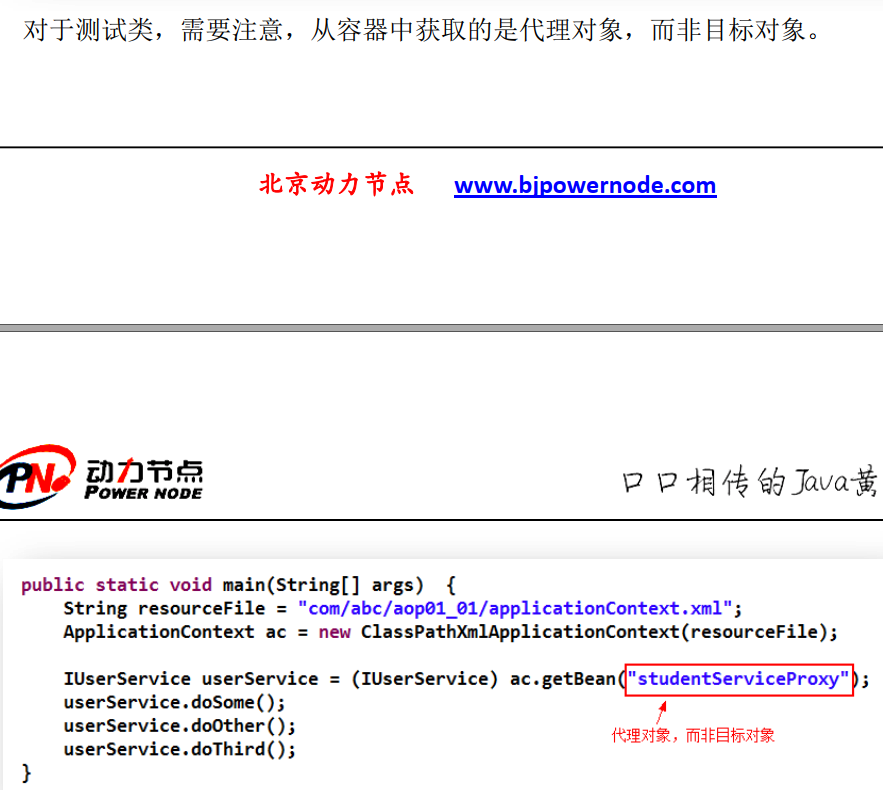 对于测试类，需要注意，从容器中获取的是代理对象，而非目标对象。
北京动力节点 www.bjpowernode.com
PN 动力节点
POWER NODE
口口相传的Java黄
public static void main(String[] args) {
String resourceFile = "com/abc/aop01_01/applicationContext.xml";
ApplicationContext ac = new ClassPathXmlApplicationContext(resourceFile);
IUserService userService = (IUserService) ac.getBean("studentServiceProxy");
userService.doSome();
userService.doOther();
userService.doThird();
代理对象，而非目标对象
}